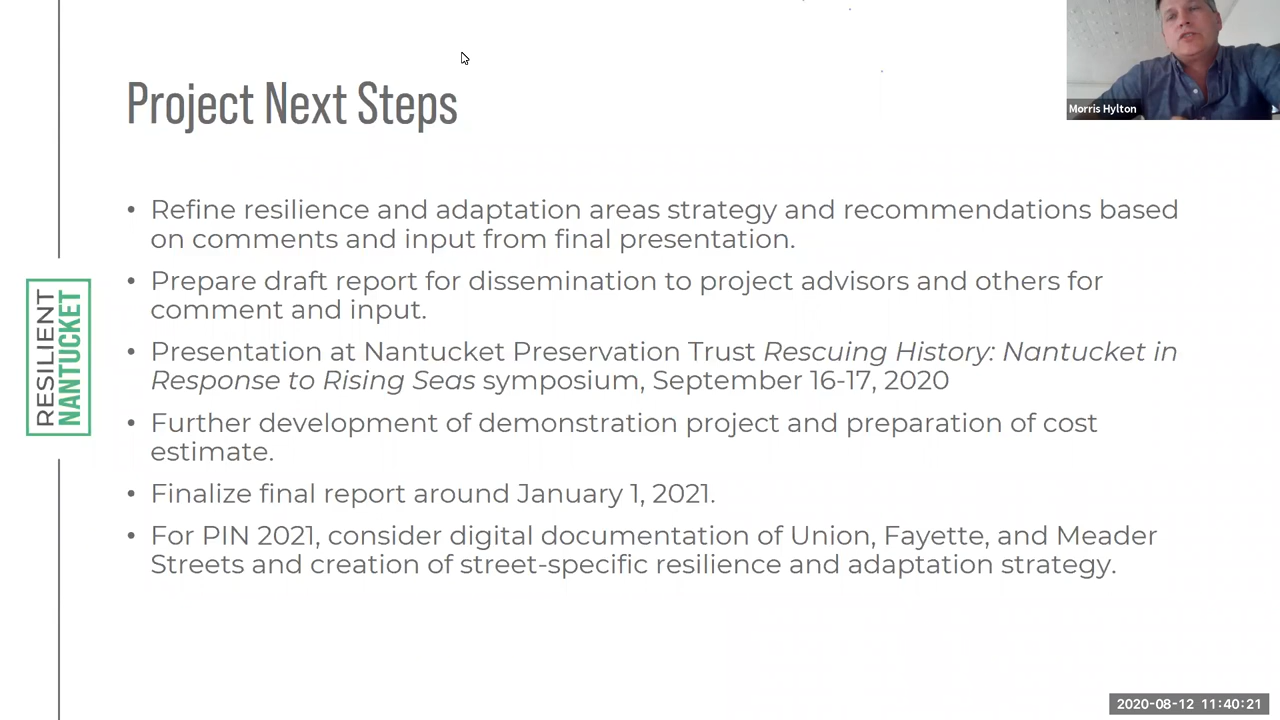 Morris Hylton
Project Next Steps
• Refine resilience and adaptation areas strategy and recommendations based
on comments and input from final presentation.
• Prepare draft report for dissemination to project advisors and others for
comment and input.
• Presentation at Nantucket Preservation Trust Rescuing History: Nantucket in
Response to Rising Seas symposium, September 16-17, 2020
• Further development of demonstration project and preparation of cost
estimate.
• Finalize final report around January 1, 2021.
• For PIN 2021, consider digital documentation of Union, Fayette, and Meader
Streets and creation of street-specific resilience and adaptation strategy.
RESILIENT
NANTUCKET
2020-08-12 11:40:21